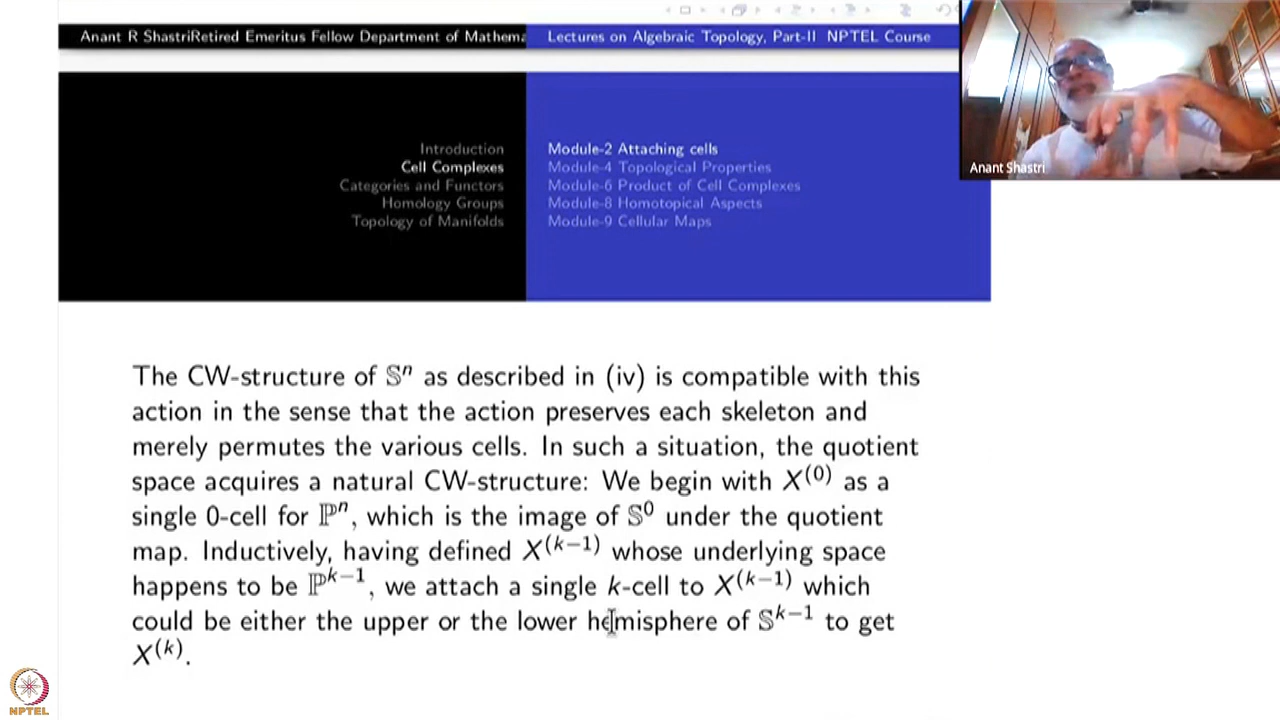 Anant R ShastriRetired Emeritus Fellow Department of Mathema
Lectures on Algebraic Topology, Part-II NPTEL Course
Introduction
Cell Complexes
Categories and Functors
Homology Groups
Topology of Manifolds
Module-2 Attaching cells
Module-4 Topological Properties
Module-6 Product of Cell Complexes
Module-8 Homotopical Aspects
Module-9 Cellular Maps
Anant Shastri
The CW-structure of 𝕊ⁿ as described in (iv) is compatible with this
action in the sense that the action preserves each skeleton and
merely permutes the various cells. In such a situation, the quotient
space acquires a natural CW-structure: We begin with X⁽⁰⁾ as a
single 0-cell for ℙⁿ, which is the image of 𝕊⁰ under the quotient
map. Inductively, having defined X⁽ᵏ⁻¹⁾ whose underlying space
happens to be ℙᵏ⁻¹, we attach a single k-cell to X⁽ᵏ⁻¹⁾ which
could be either the upper or the lower hemisphere of 𝕊ᵏ⁻¹ to get
X⁽ᵏ⁾.
NPTEL